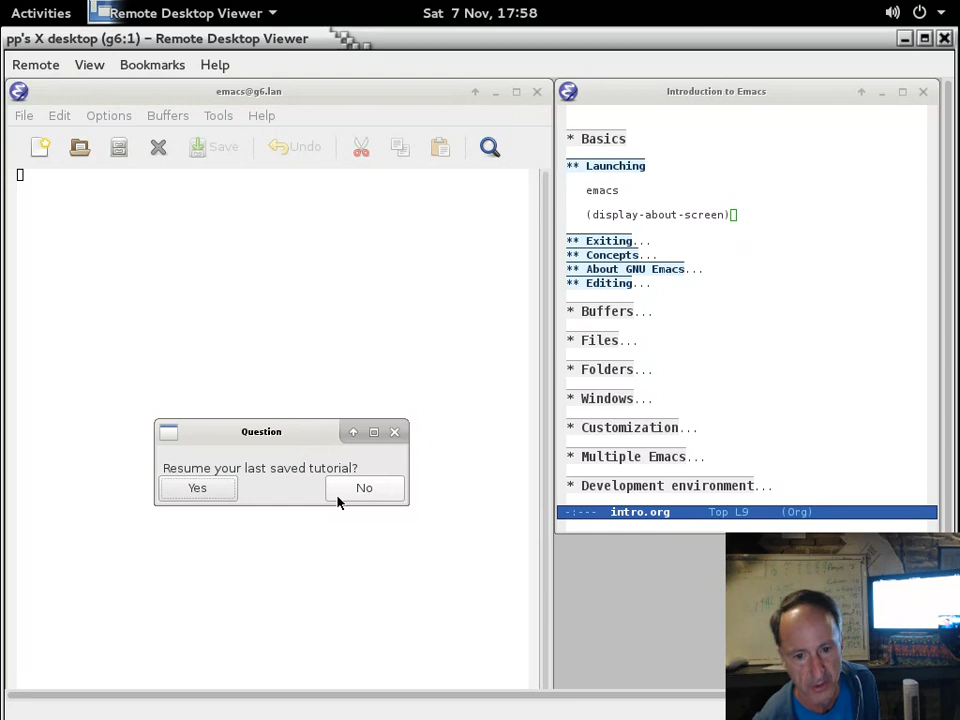 Activities Remote Desktop Viewer Sat 7 Nov, 17:58
pp's X desktop (g6:1) – Remote Desktop Viewer
Remote View Bookmarks Help
emacs@g6.lan
File Edit Options Buffers Tools Help
Save Undo
Question
Resume your last saved tutorial?
Yes No
Introduction to Emacs
* Basics
** Launching
emacs
(display-about-screen)
** Exiting...
** Concepts...
** About GNU Emacs...
** Editing...
* Buffers...
* Files...
* Folders...
* Windows...
* Customization...
* Multiple Emacs...
* Development environment...
-:--- intro.org Top L9 (Org)